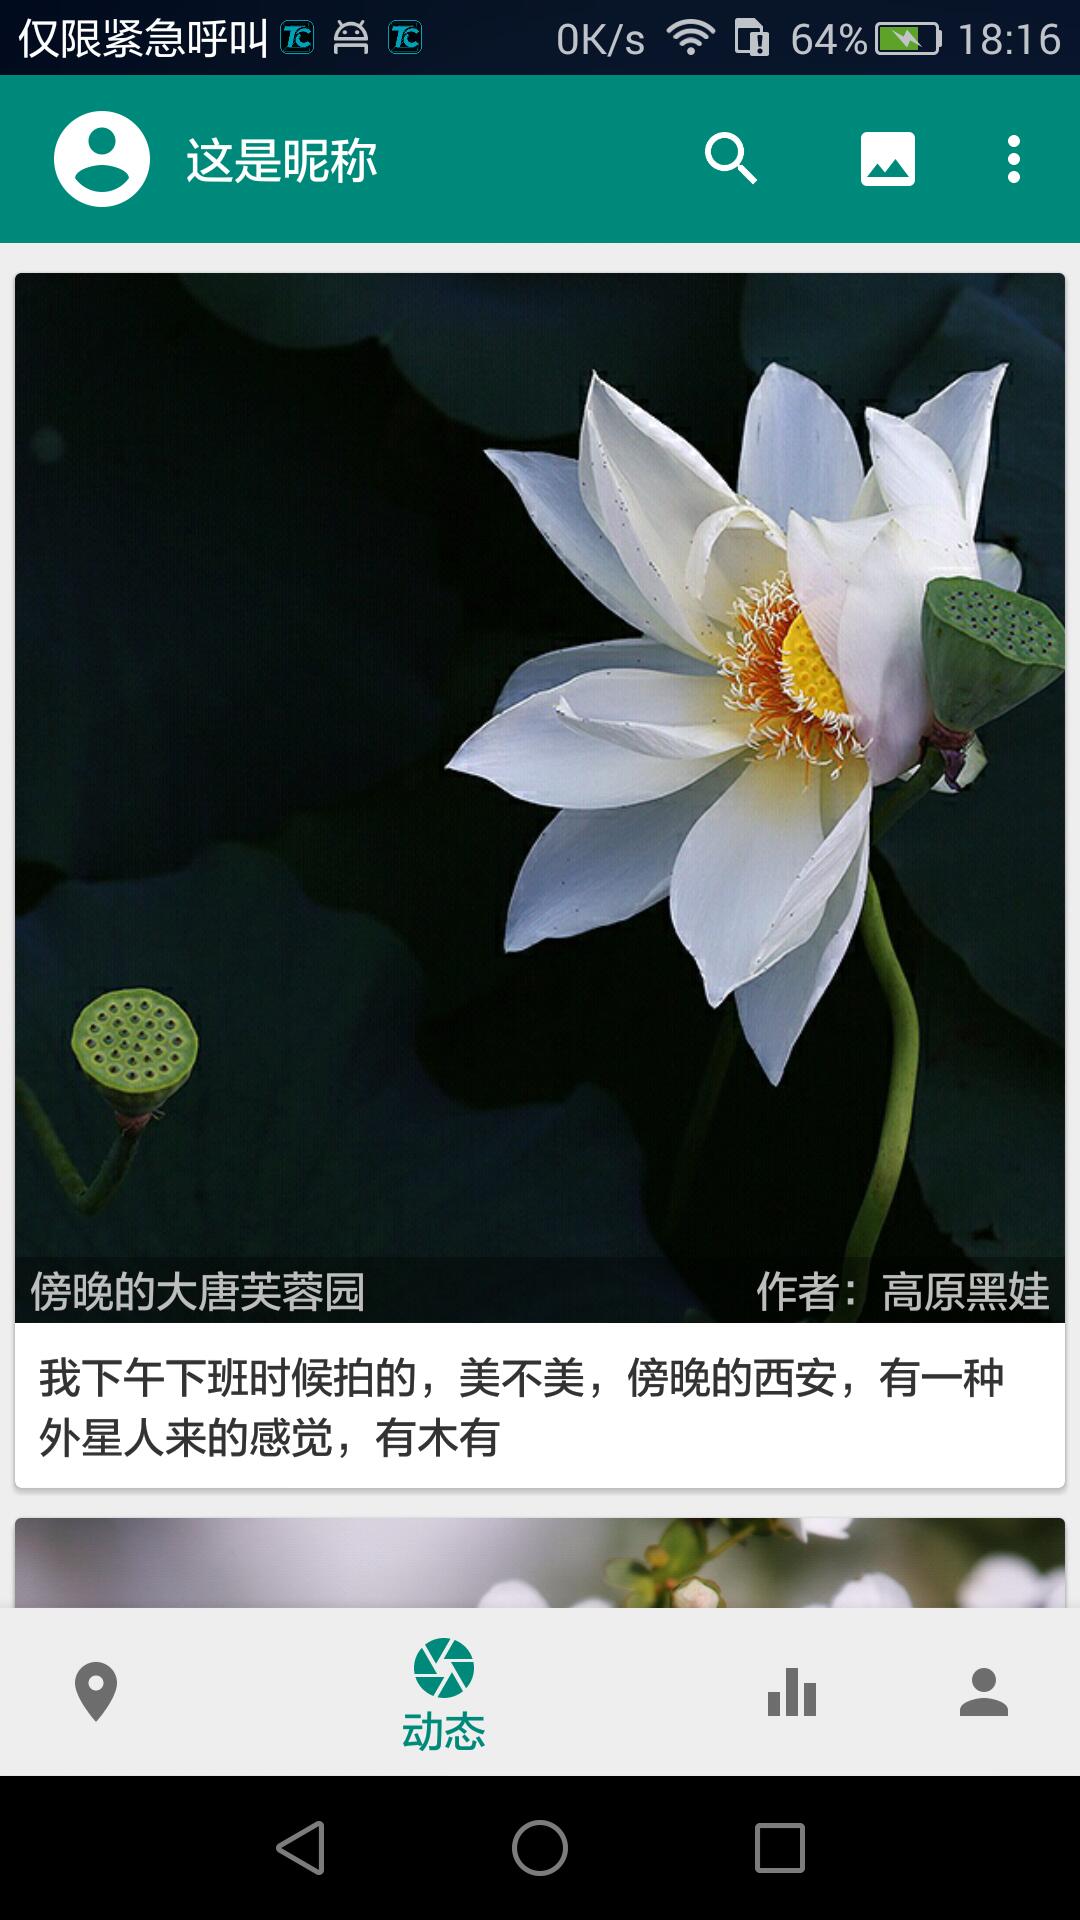 仅限紧急呼叫 TC TC 0K/s 64% 18:16
这是昵称
傍晚的大唐芙蓉园 作者：高原黑娃
我下午下班时候拍的，美不美，傍晚的西安，有一种
外星人来的感觉，有木有
动态